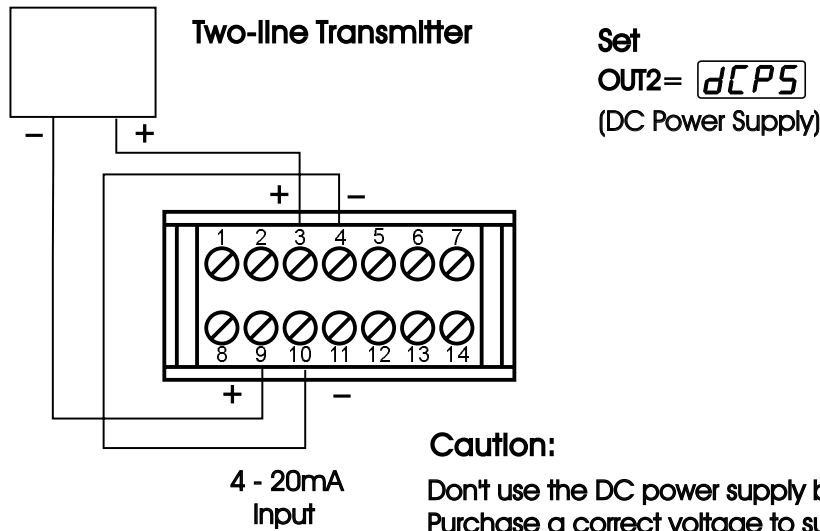 Two-line Transmitter
Set
OUT2= dCPS
(DC Power Supply)
− +
+ −
1 2 3 4 5 6 7
8 9 10 11 12 13 14
+ −
4 - 20mA
Input
Caution:
Don't use the DC power supply
Purchase a correct voltage to